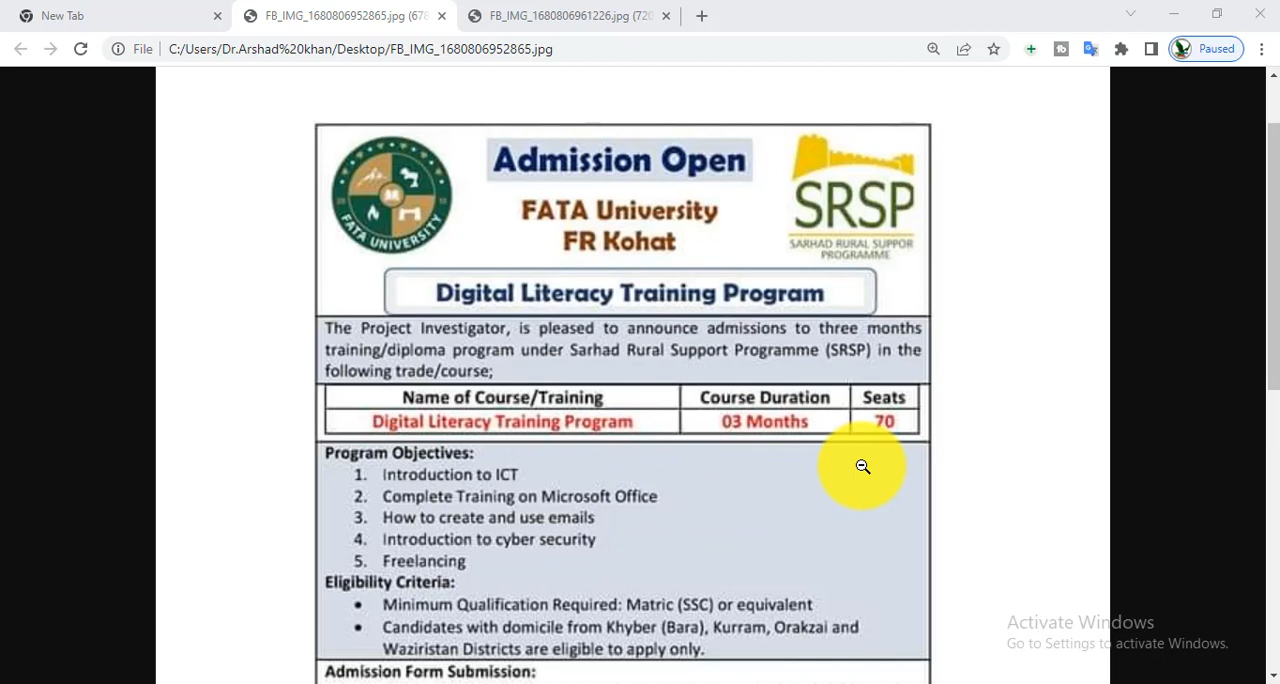 New Tab
FB_IMG_1680806952865.jpg (678
FB_IMG_1680806961226.jpg (720
File
C:/Users/Dr.Arshad%20khan/Desktop/FB_IMG_1680806952865.jpg
Paused
Admission Open
FATA University
FR Kohat
FATA UNIVERSITY
SRSP
SARHAD RURAL SUPPOR
PROGRAMME
Digital Literacy Training Program
The Project Investigator, is pleased to announce admissions to three months
training/diploma program under Sarhad Rural Support Programme (SRSP) in the
following trade/course;
Name of Course/Training Course Duration Seats
Digital Literacy Training Program 03 Months 70
Program Objectives:
1. Introduction to ICT
2. Complete Training on Microsoft Office
3. How to create and use emails
4. Introduction to cyber security
5. Freelancing
Eligibility Criteria:
• Minimum Qualification Required: Matric (SSC) or equivalent
• Candidates with domicile from Khyber (Bara), Kurram, Orakzai and
Waziristan Districts are eligible to apply only.
Admission Form Submission:
Activate Windows
Go to Settings to activate Windows.